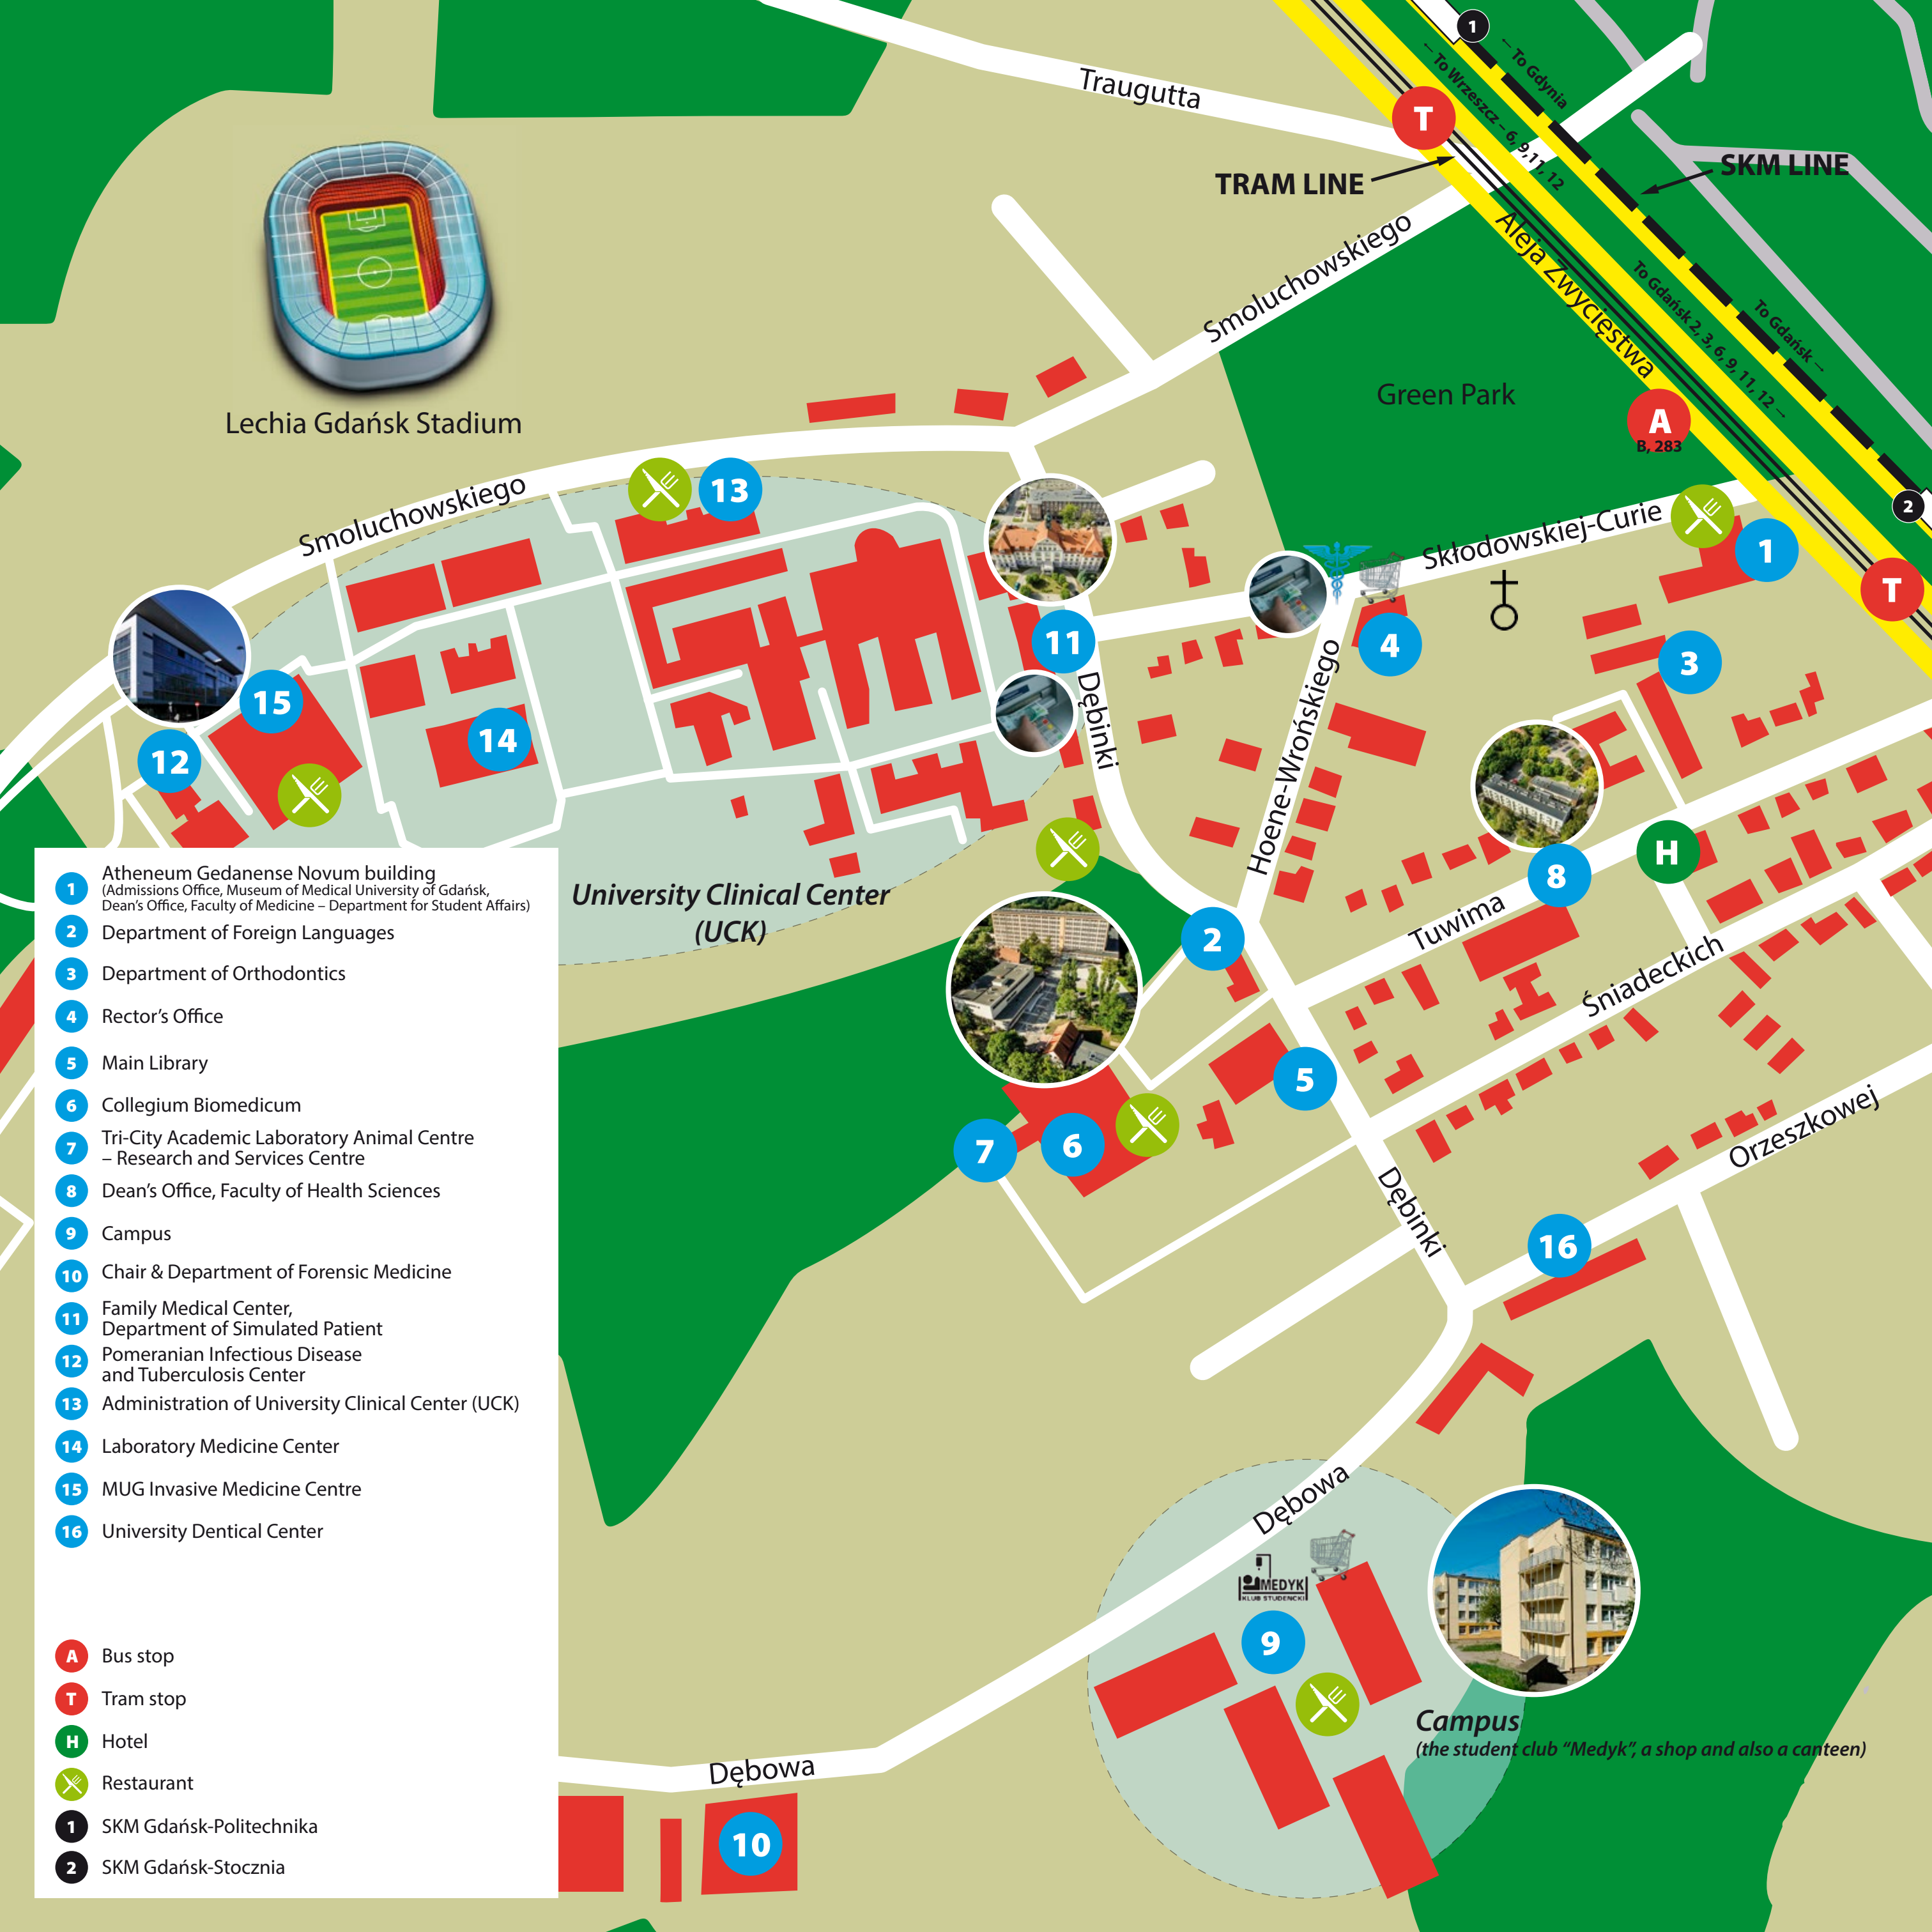 Traugutta
1
← To Gdynia
← To Wrzeszcz – 6, 9,11, 12
T
TRAM LINE
SKM LINE
Smoluchowskiego
Aleja Zwycięstwa
To Gdańsk 2, 3, 6, 9, 11, 12 →
To Gdańsk →
Green Park
A
B, 283
Lechia Gdańsk Stadium
Smoluchowskiego
13
2
Skłodowskiej-Curie
1
T
11
4
3
15
14
12
Dębinki
Hoene-Wrońskiego
H
8
University Clinical Center
(UCK)
2
Tuwima
Śniadeckich
5
7
6
Orzeszkowej
Dębinki
16
Dębowa
MEDYK
KLUB STUDENCKI
9
Campus
(the student club “Medyk”, a shop and also a canteen)
Dębowa
10
1 Atheneum Gedanense Novum building
(Admissions Office, Museum of Medical University of Gdańsk,
Dean’s Office, Faculty of Medicine – Department for Student Affairs)
2 Department of Foreign Languages
3 Department of Orthodontics
4 Rector’s Office
5 Main Library
6 Collegium Biomedicum
7 Tri-City Academic Laboratory Animal Centre
– Research and Services Centre
8 Dean’s Office, Faculty of Health Sciences
9 Campus
10 Chair & Department of Forensic Medicine
11 Family Medical Center,
Department of Simulated Patient
12 Pomeranian Infectious Disease
and Tuberculosis Center
13 Administration of University Clinical Center (UCK)
14 Laboratory Medicine Center
15 MUG Invasive Medicine Centre
16 University Dentical Center
A Bus stop
T Tram stop
H Hotel
Restaurant
1 SKM Gdańsk-Politechnika
2 SKM Gdańsk-Stocznia